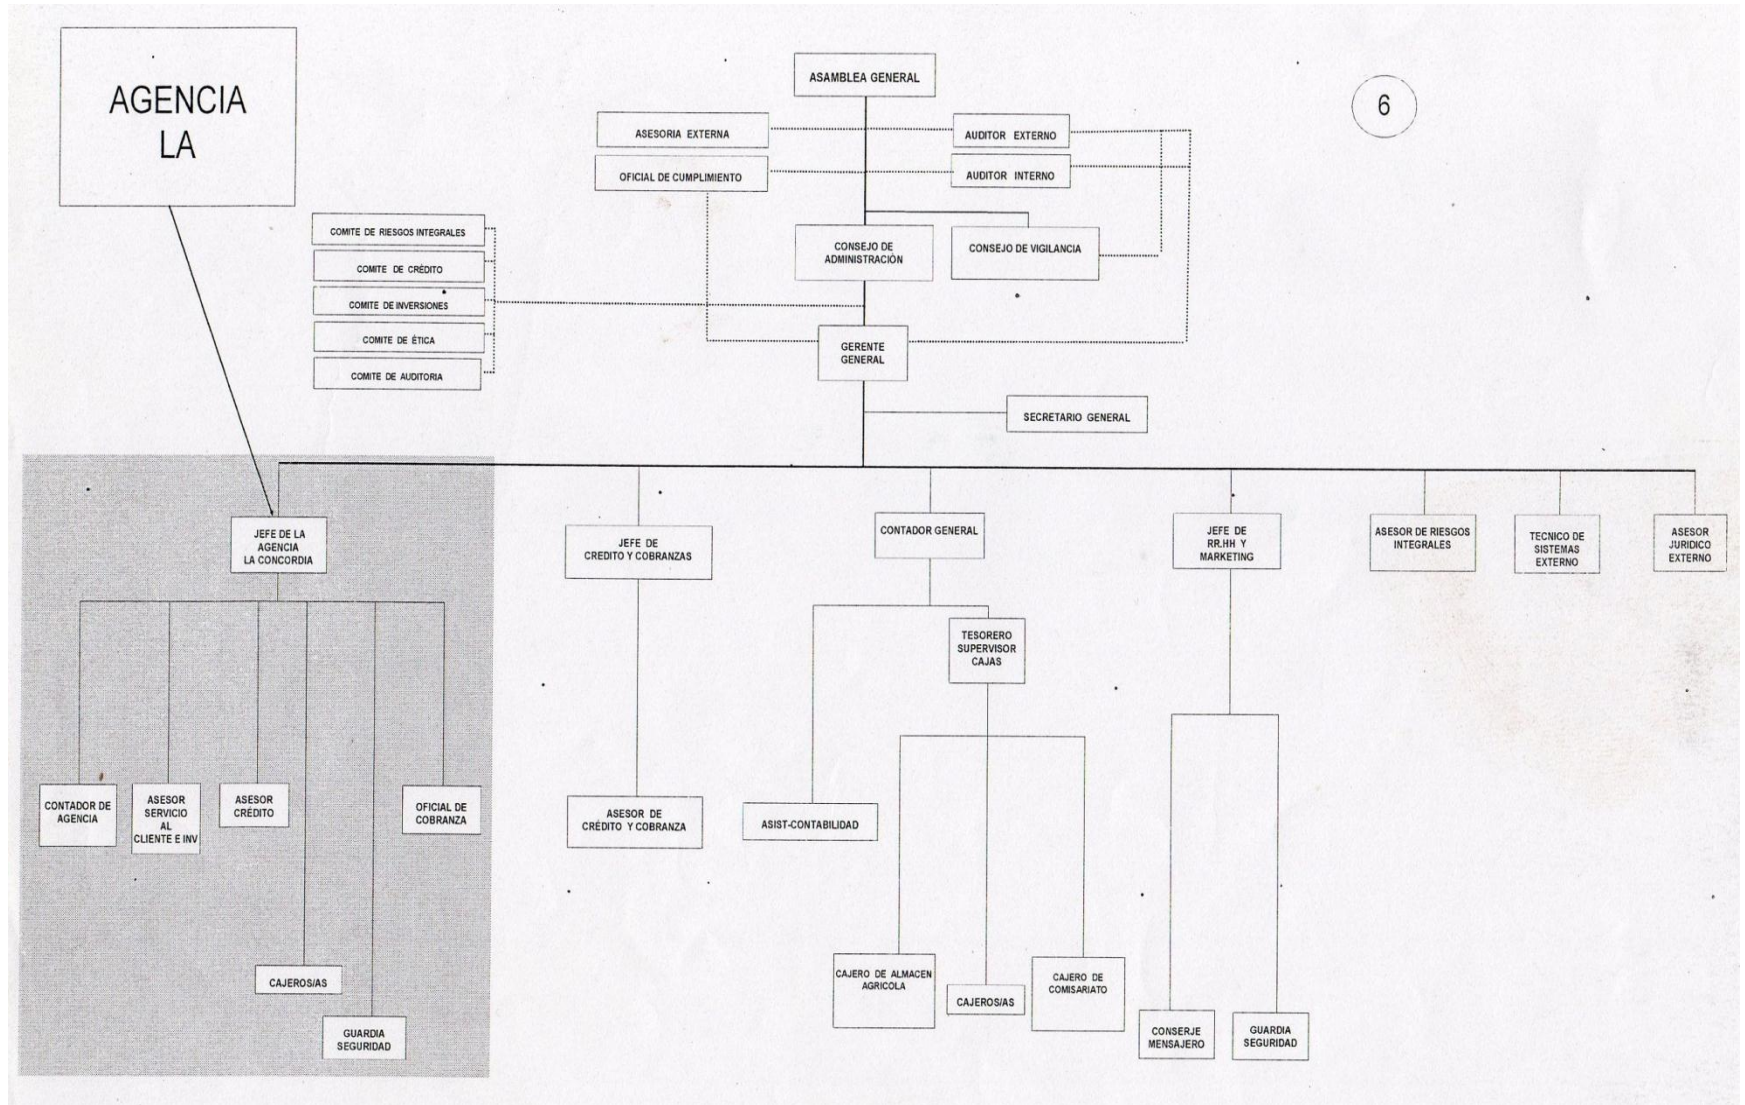 AGENCIA
LA
ASAMBLEA GENERAL
6
ASESORIA EXTERNA
AUDITOR EXTERNO
OFICIAL DE CUMPLIMIENTO
AUDITOR INTERNO
COMITE DE RIESGOS INTEGRALES
COMITE DE CRÉDITO
COMITE DE INVERSIONES
COMITE DE ÉTICA
COMITE DE AUDITORIA
CONSEJO DE
ADMINISTRACIÓN
CONSEJO DE VIGILANCIA
GERENTE
GENERAL
SECRETARIO GENERAL
JEFE DE LA
AGENCIA
LA CONCORDIA
JEFE DE
CREDITO Y COBRANZAS
CONTADOR GENERAL
JEFE DE
RR.HH Y
MARKETING
ASESOR DE RIESGOS
INTEGRALES
TECNICO DE
SISTEMAS
EXTERNO
ASESOR
JURIDICO
EXTERNO
TESORERO
SUPERVISOR
CAJAS
CONTADOR DE
AGENCIA
ASESOR
SERVICIO
AL
CLIENTE E INV
ASESOR
CRÉDITO
OFICIAL DE
COBRANZA
ASESOR DE
CRÉDITO Y COBRANZA
ASIST-CONTABILIDAD
CAJEROS/AS
GUARDIA
SEGURIDAD
CAJERO DE ALMACEN
AGRICOLA
CAJEROS/AS
CAJERO DE
COMISARIATO
CONSERJE
MENSAJERO
GUARDIA
SEGURIDAD